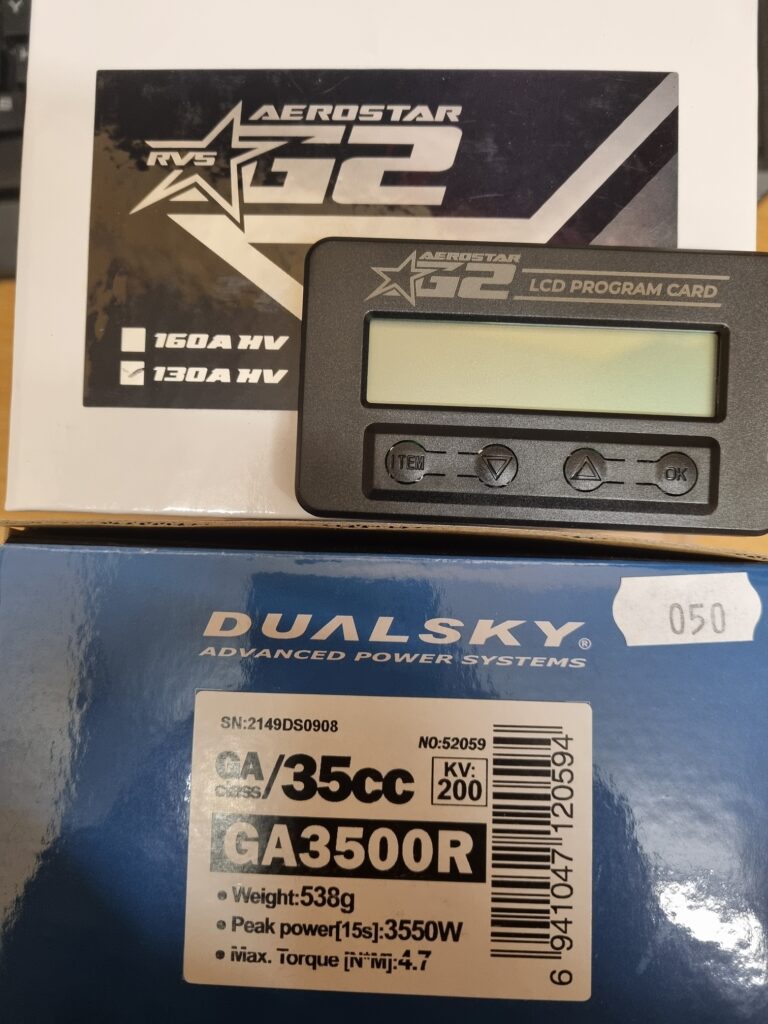 AEROSTAR
RVS G2
160A HV
130A HV
AEROSTAR
G2 LCD PROGRAM CARD
ITEM
OK
DUALSKY®
ADVANCED POWER SYSTEMS
050
SN:2149DS0908
NO:52059
GA class/35cc
KV: 200
GA3500R
• Weight:538g
• Peak power[15s]:3550W
• Max. Torque [N*M]:4.7
6 941047 120594